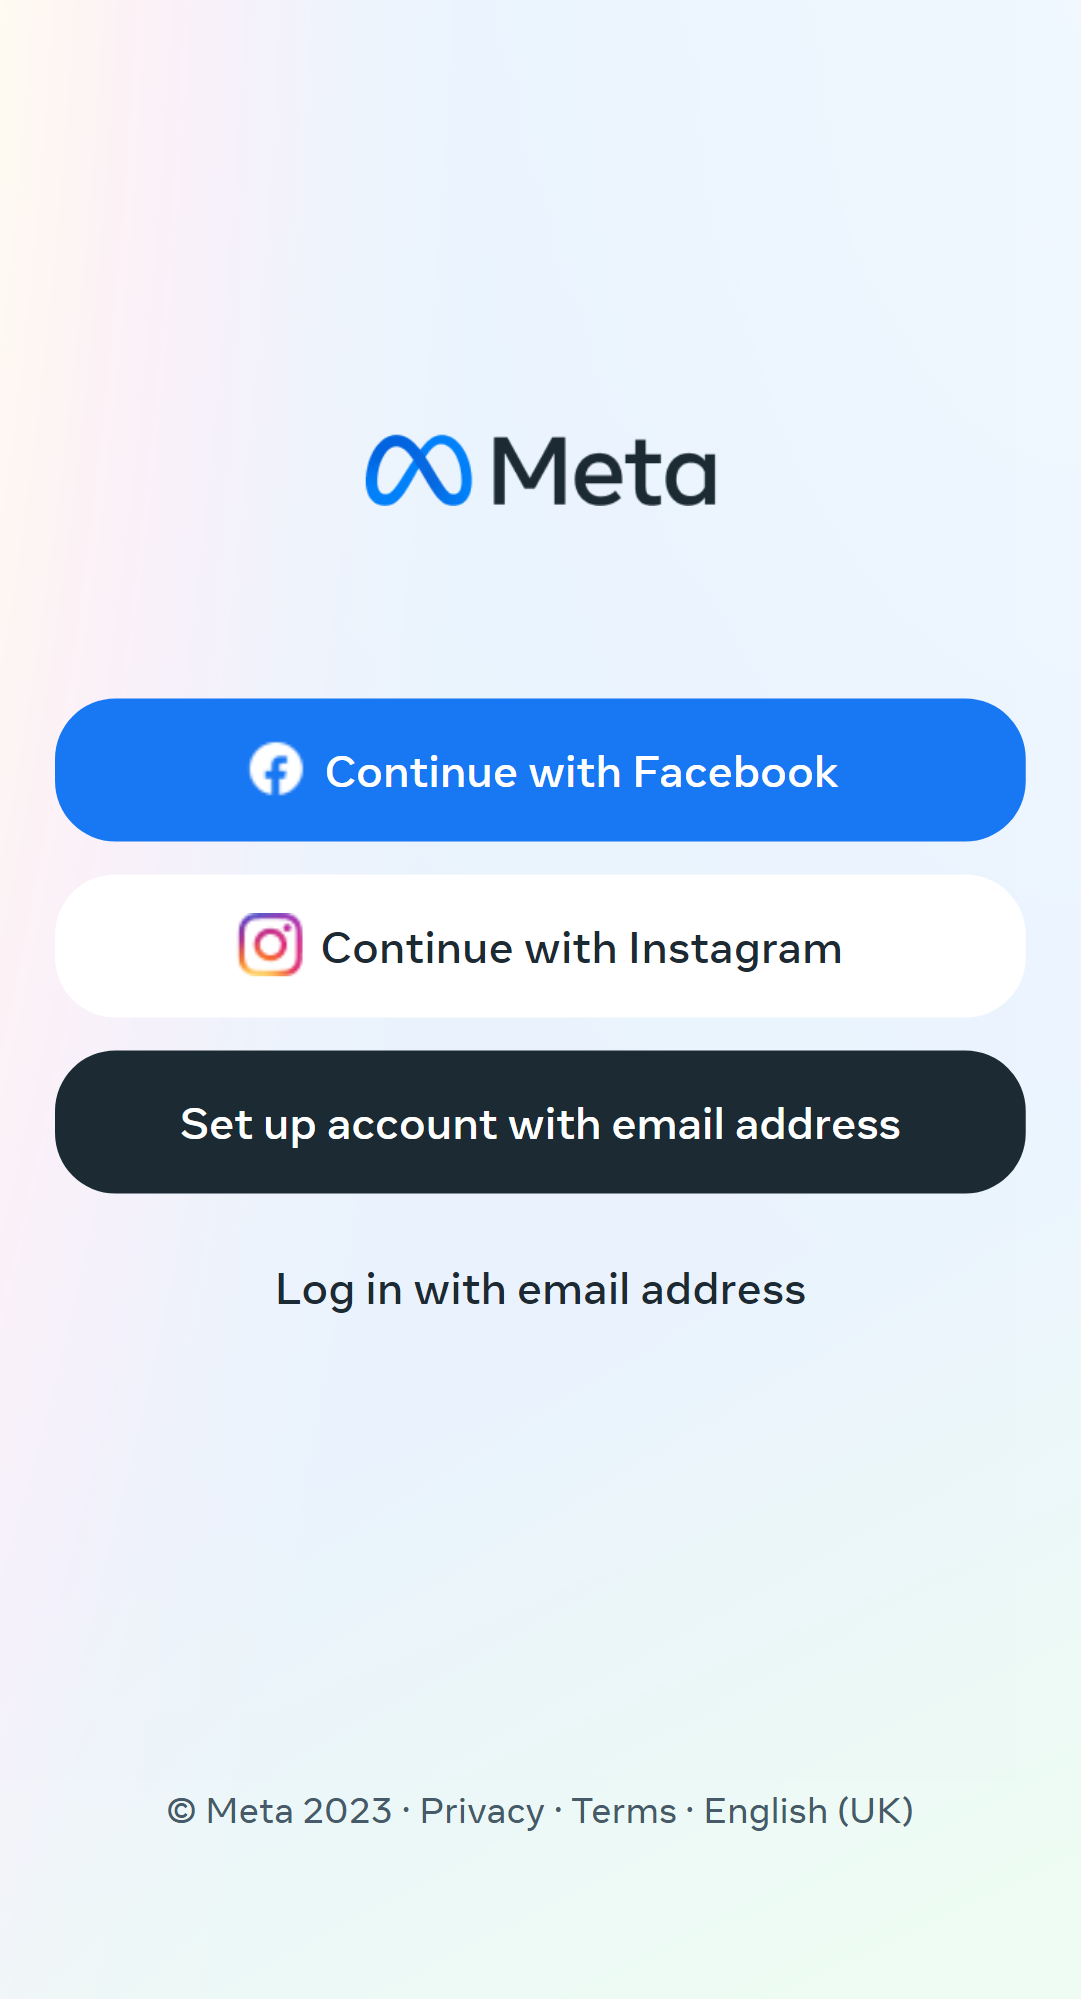 Meta
Continue with Facebook
Continue with Instagram
Set up account with email address
Log in with email address
© Meta 2023 · Privacy · Terms · English (UK)